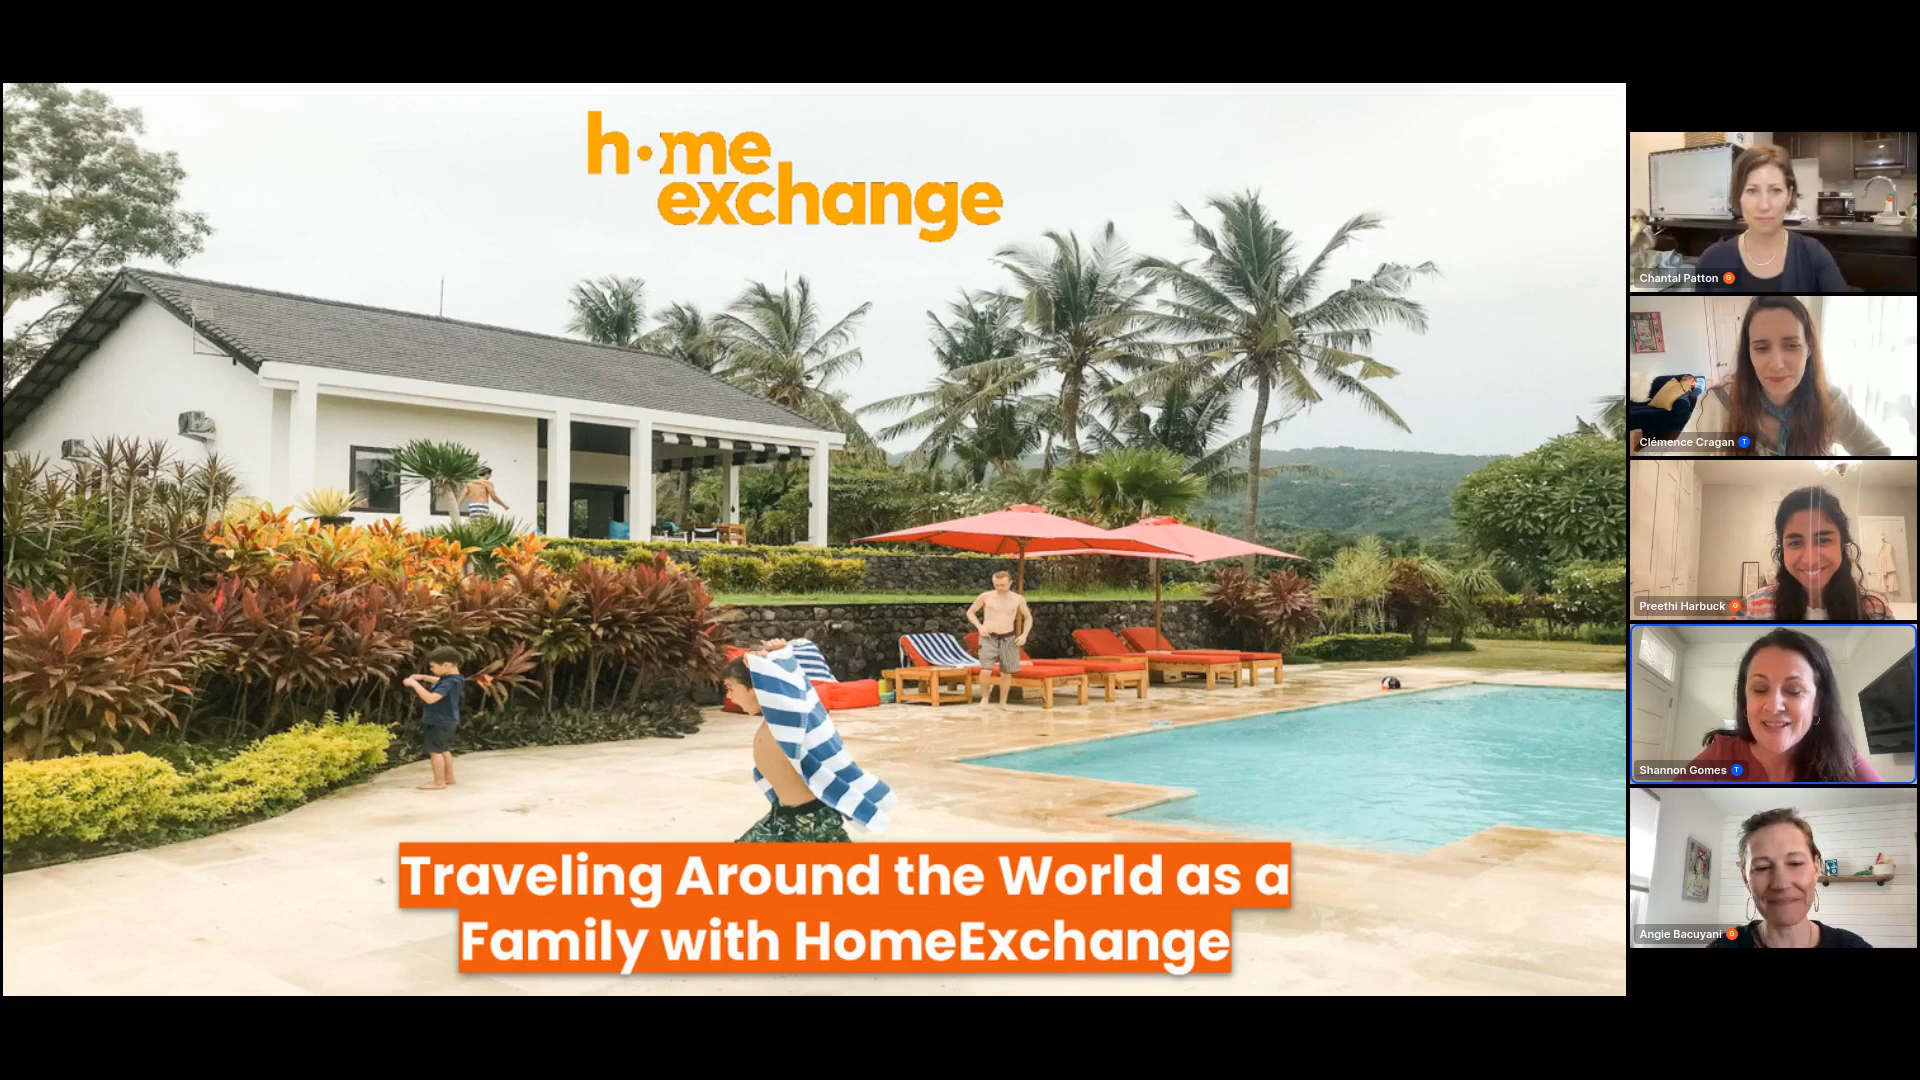 h•me
exchange
Traveling Around the World as a
Family with HomeExchange
Chantal Patton G
Clémence Cragan T
Preethi Harbuck G
Shannon Gomes T
Angie Bacuyani G